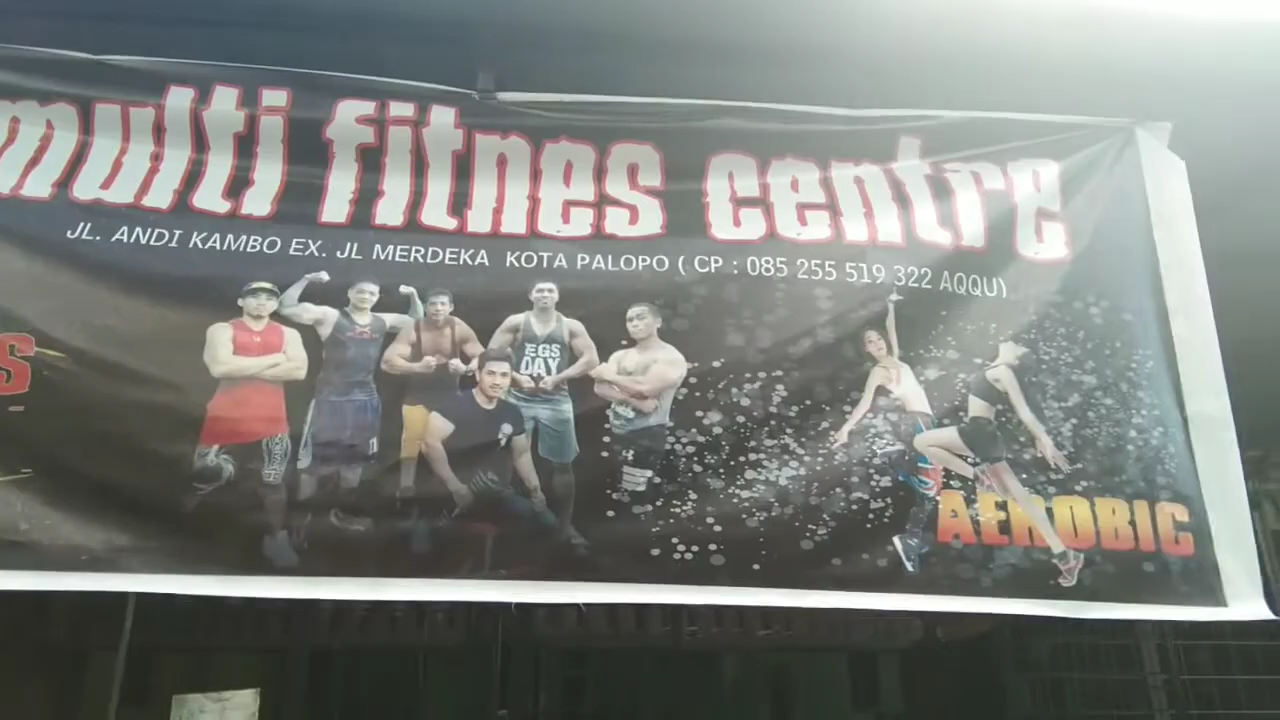 multi fitnes centre
JL. ANDI KAMBO EX. JL MERDEKA KOTA PALOPO ( CP : 085 255 519 322 AQQU)
EGS
DAY
S
AEROBIC